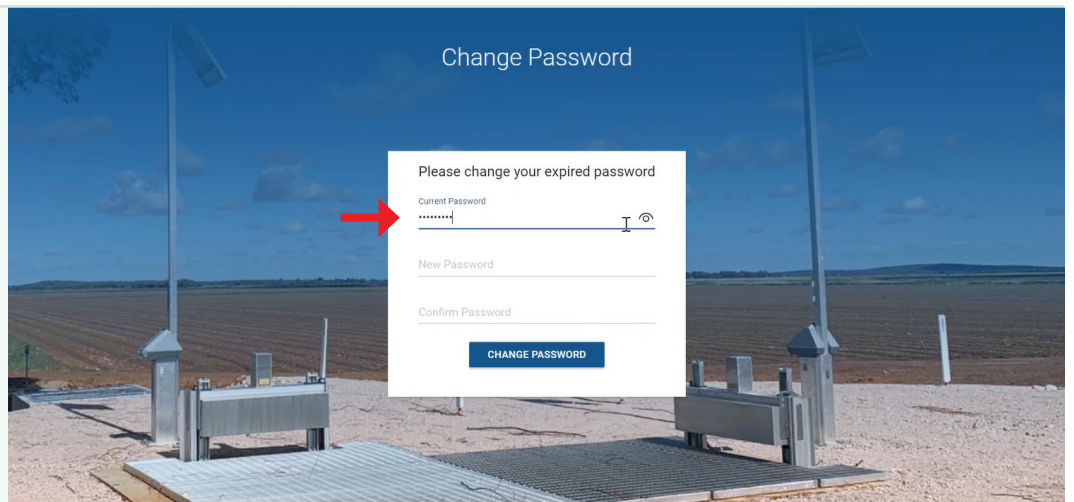 Change Password
Please change your expired password
Current Password
•••••••••
New Password
Confirm Password
CHANGE PASSWORD